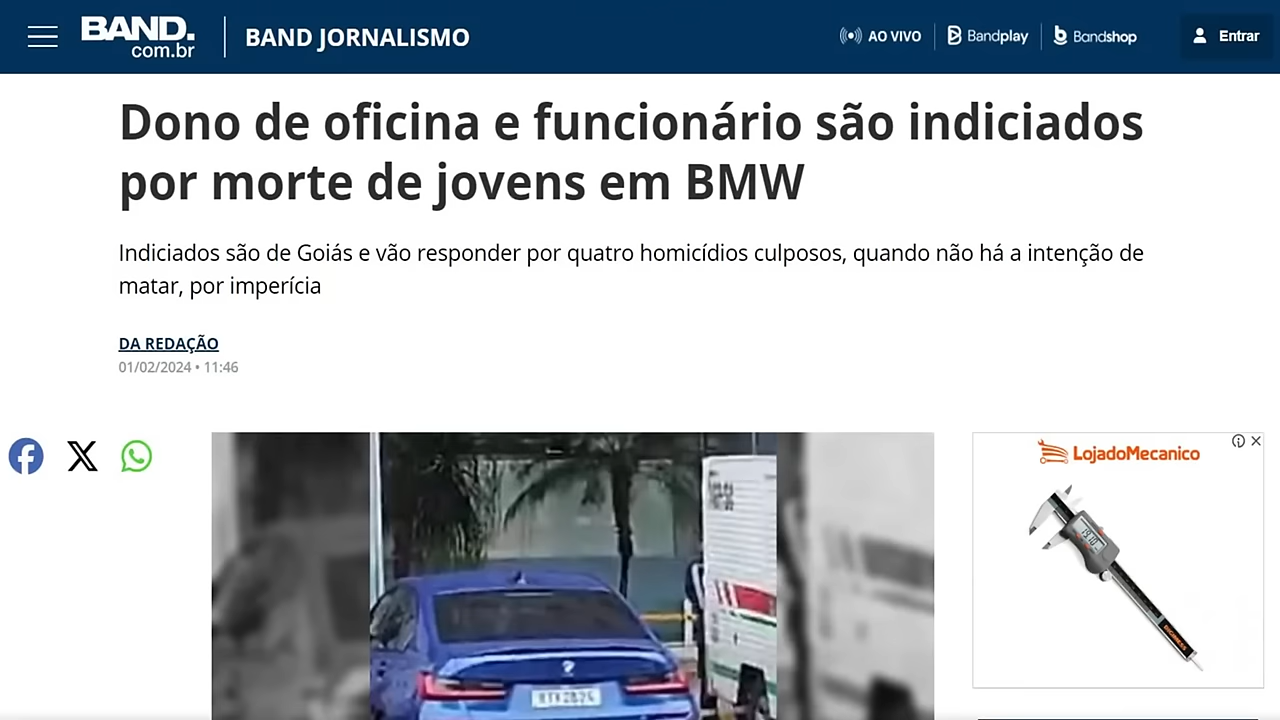 BAND.
com.br
BAND JORNALISMO
AO VIVO
Bandplay
Bandshop
Entrar
Dono de oficina e funcionário são indiciados
por morte de jovens em BMW
Indiciados são de Goiás e vão responder por quatro homicídios culposos, quando não há a intenção de
matar, por imperícia
DA REDAÇÃO
01/02/2024 • 11:46
LojadoMecanico